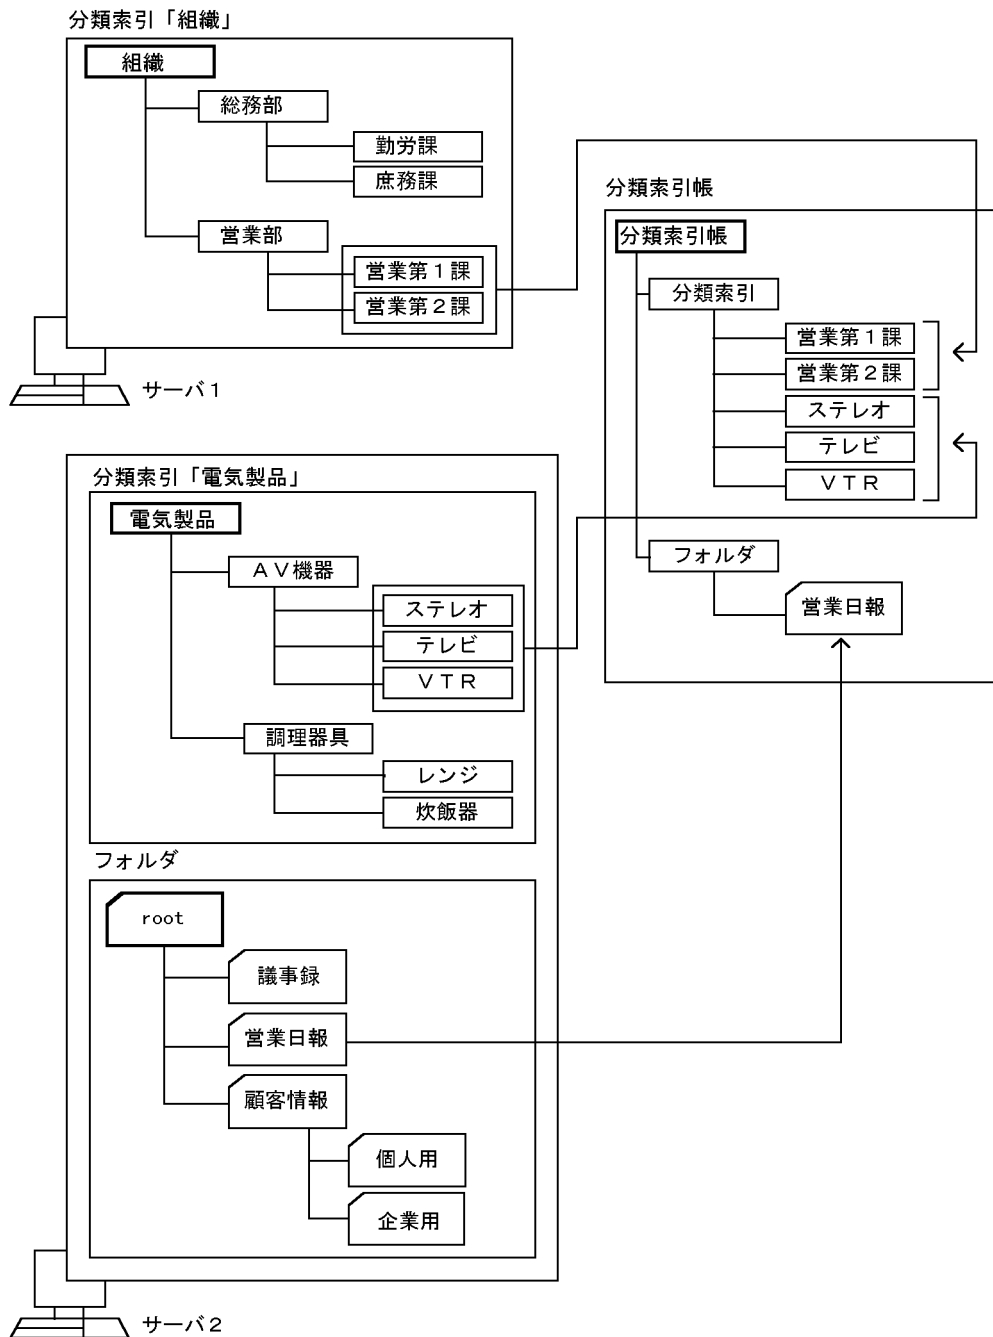 分類索引「組織」
組織
総務部
勤労課
庶務課
営業部
営業第1課
営業第2課
サーバ1
分類索引帳
分類索引帳
分類索引
営業第1課
営業第2課
ステレオ
テレビ
VTR
フォルダ
営業日報
分類索引「電気製品」
電気製品
AV機器
ステレオ
テレビ
VTR
調理器具
レンジ
炊飯器
フォルダ
root
議事録
営業日報
顧客情報
個人用
企業用
サーバ2